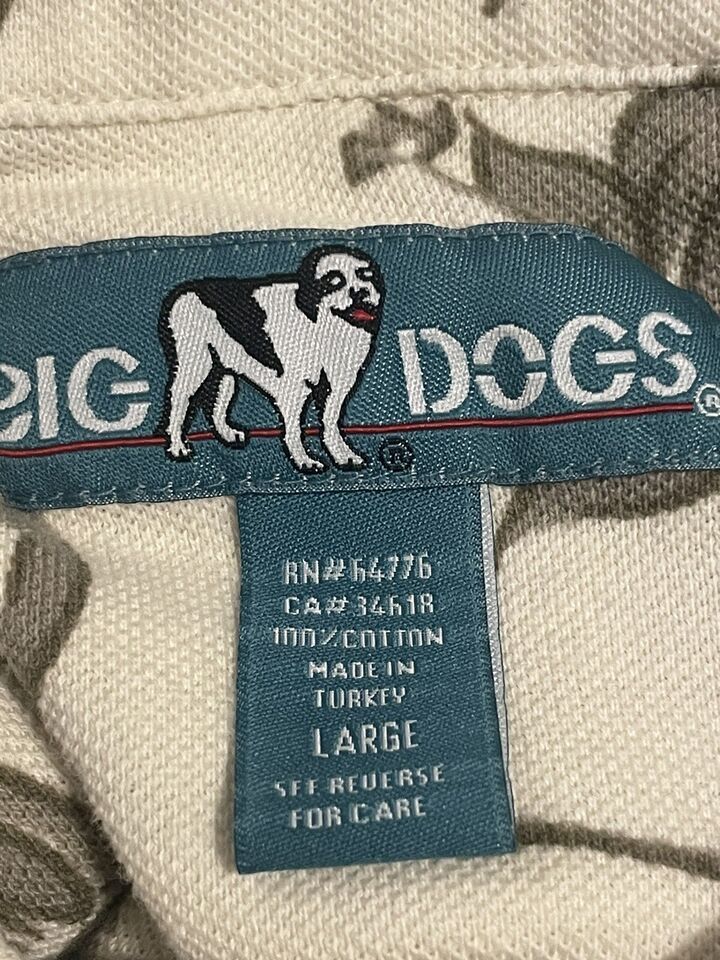 BIG DOGS®
®
RN#64776
CA#34618
100% COTTON
MADE IN
TURKEY
LARGE
SEE REVERSE
FOR CARE